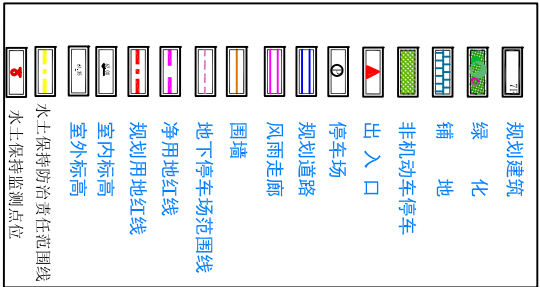 规划建筑
绿 化
铺 地
非机动车停车
出 入 口
停车场
规划道路
风雨走廊
围墙
地下停车场范围线
净用地红线
规划用地红线
室内标高
室外标高
水土保持防治责任范围线
水土保持监测点位